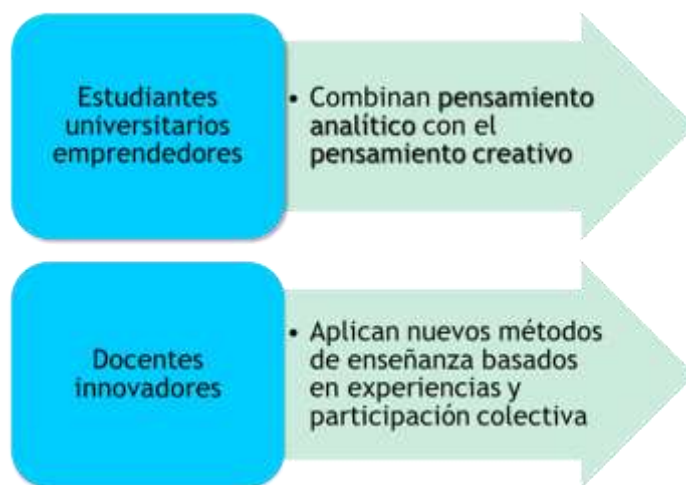 Estudiantes
universitarios
emprendedores
• Combinan pensamiento
analítico con el
pensamiento creativo
Docentes
innovadores
• Aplican nuevos métodos
de enseñanza basados
en experiencias y
participación colectiva